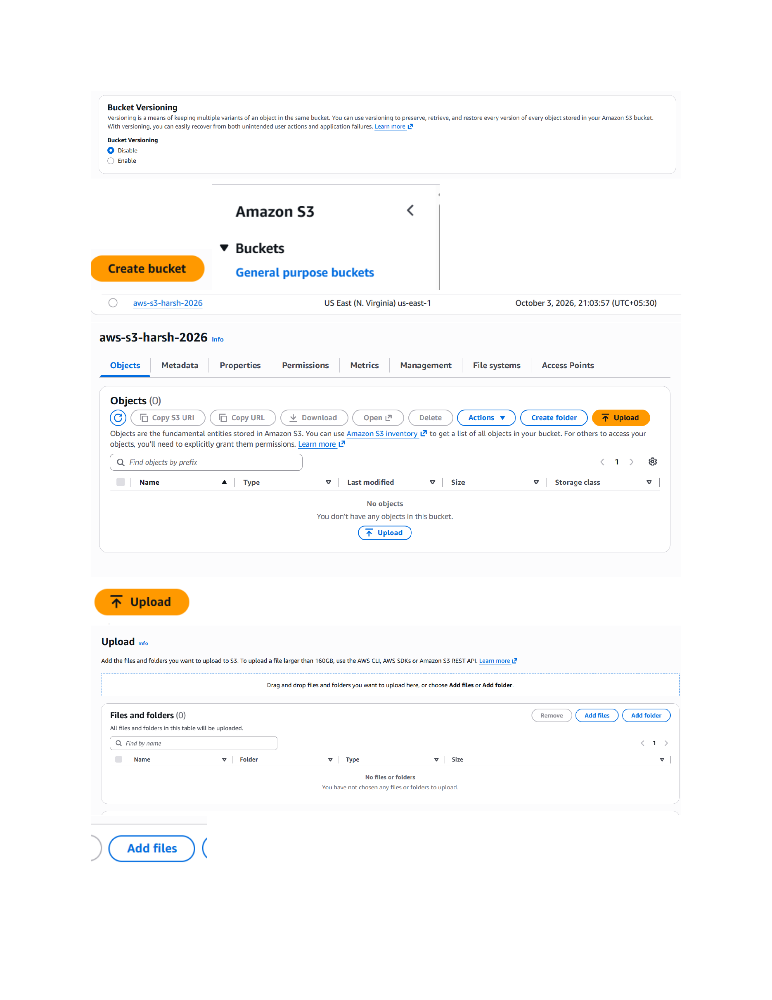 Bucket Versioning
Versioning is a means of keeping multiple variants of an object in the same bucket. You can use versioning to preserve, retrieve, and restore every version of every object stored in your Amazon S3 bucket.
With versioning, you can easily recover from both unintended user actions and application failures. Learn more
Bucket Versioning
Disable
Enable
Amazon S3
Buckets
Create bucket
General purpose buckets
aws-s3-harsh-2026 US East (N. Virginia) us-east-1 October 3, 2026, 21:03:57 (UTC+05:30)
aws-s3-harsh-2026 Info
Objects Metadata Properties Permissions Metrics Management File systems Access Points
Objects (0)
Copy S3 URI Copy URL Download Open Delete Actions Create folder Upload
Objects are the fundamental entities stored in Amazon S3. You can use Amazon S3 inventory to get a list of all objects in your bucket. For others to access your
objects, you'll need to explicitly grant them permissions. Learn more
Find objects by prefix 1
Name Type Last modified Size Storage class
No objects
You don't have any objects in this bucket.
Upload
Upload
Upload Info
Add the files and folders you want to upload to S3. To upload a file larger than 160GB, use the AWS CLI, AWS SDKs or Amazon S3 REST API. Learn more
Drag and drop files and folders you want to upload here, or choose Add files or Add folder.
Files and folders (0) Remove Add files Add folder
All files and folders in this table will be uploaded.
Find by name 1
Name Folder Type Size
No files or folders
You have not chosen any files or folders to upload.
Add files